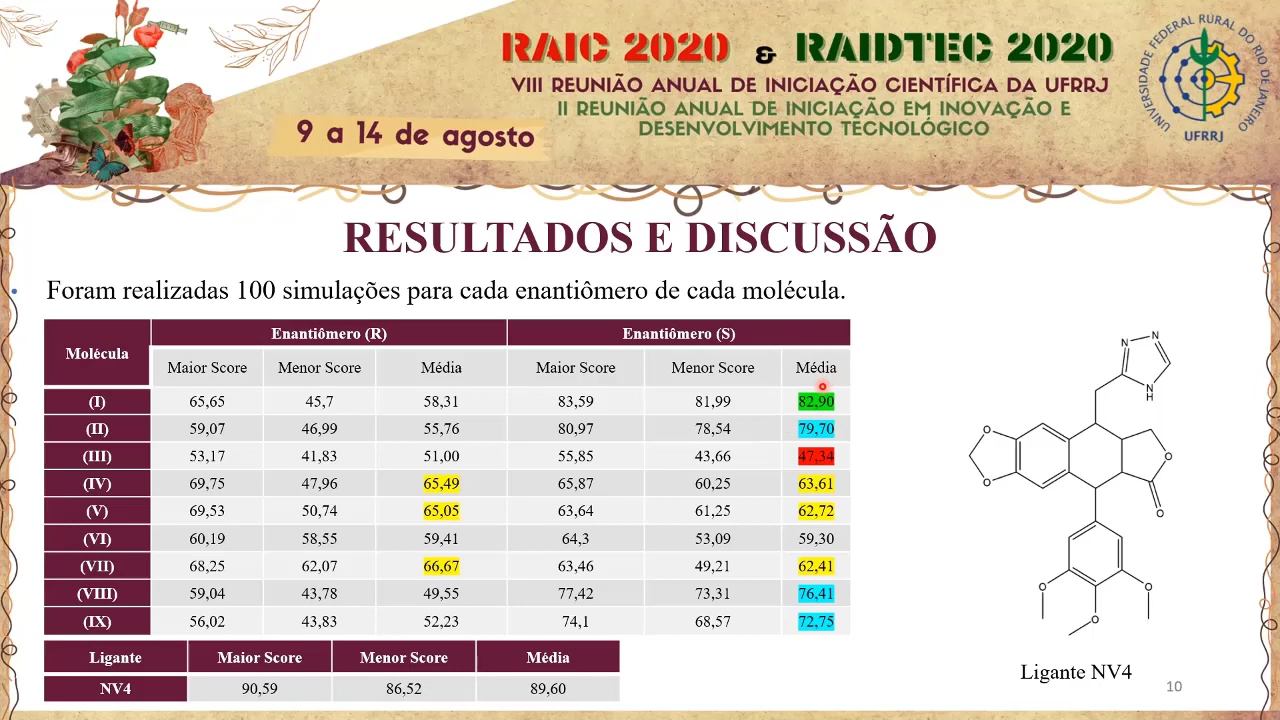 RAIC 2020 & RAIDTEC 2020
VIII REUNIÃO ANUAL DE INICIAÇÃO CIENTÍFICA DA UFRRJ
II REUNIÃO ANUAL DE INICIAÇÃO EM INOVAÇÃO E
DESENVOLVIMENTO TECNOLÓGICO
9 a 14 de agosto
UNIVERSIDADE FEDERAL RURAL DO RIO DE JANEIRO
UFRRJ
RESULTADOS E DISCUSSÃO
• Foram realizadas 100 simulações para cada enantiômero de cada molécula.
Molécula Enantiômero (R) Enantiômero (S)
Maior Score Menor Score Média Maior Score Menor Score Média
(I) 65,65 45,7 58,31 83,59 81,99 82,90
(II) 59,07 46,99 55,76 80,97 78,54 79,70
(III) 53,17 41,83 51,00 55,85 43,66 47,34
(IV) 69,75 47,96 65,49 65,87 60,25 63,61
(V) 69,53 50,74 65,05 63,64 61,25 62,72
(VI) 60,19 58,55 59,41 64,3 53,09 59,30
(VII) 68,25 62,07 66,67 63,46 49,21 62,41
(VIII) 59,04 43,78 49,55 77,42 73,31 76,41
(IX) 56,02 43,83 52,23 74,1 68,57 72,75
Ligante Maior Score Menor Score Média
NV4 90,59 86,52 89,60
N N
N
H
O
O
O
O
O O
O
Ligante NV4
10